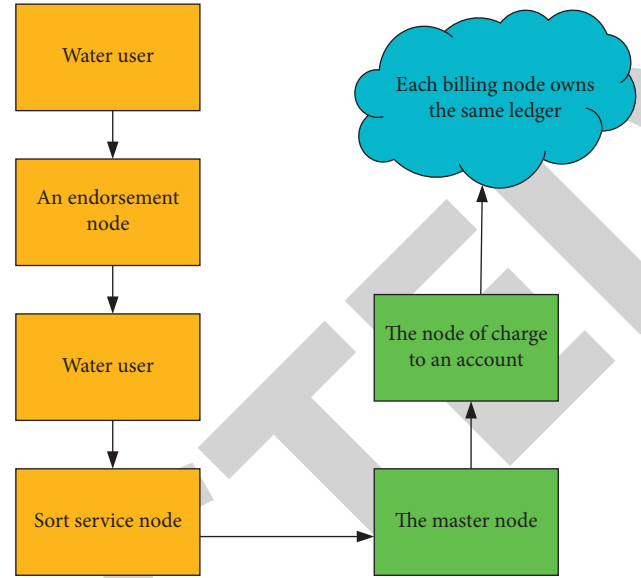 Water user
An endorsement
node
Water user
Sort service node
The master node
The node of charge
to an account
Each billing node owns
the same ledger